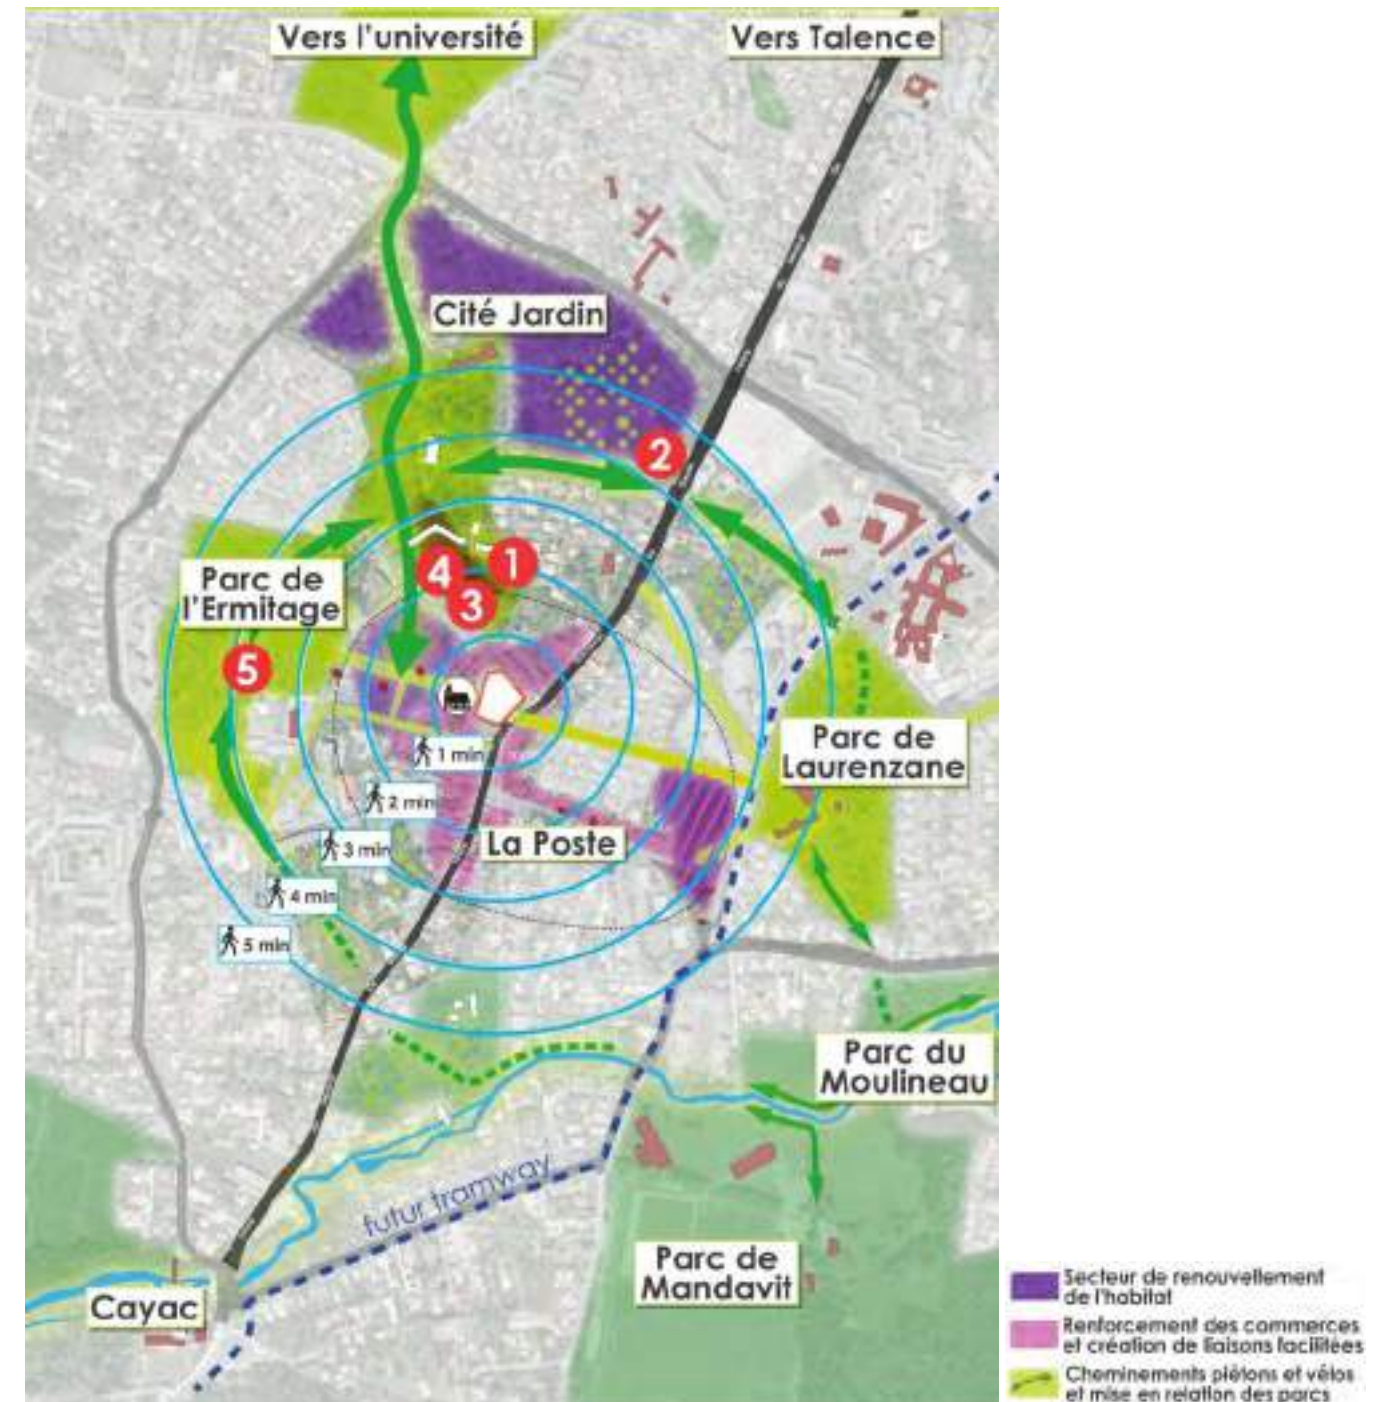 Vers l'université
Vers Talence
Cité Jardin
2
1
4
3
Parc de
l'Ermitage
5
Parc de
Laurenzane
1 min
2 min
3 min
La Poste
4 min
5 min
Parc du
Moulineau
futur tramway
Parc de
Mandavit
Cayac
Secteur de renouvellement
de l'habitat
Renforcement des commerces
et création de liaisons facilitées
Cheminements piétons et vélos
et mise en relation des parcs